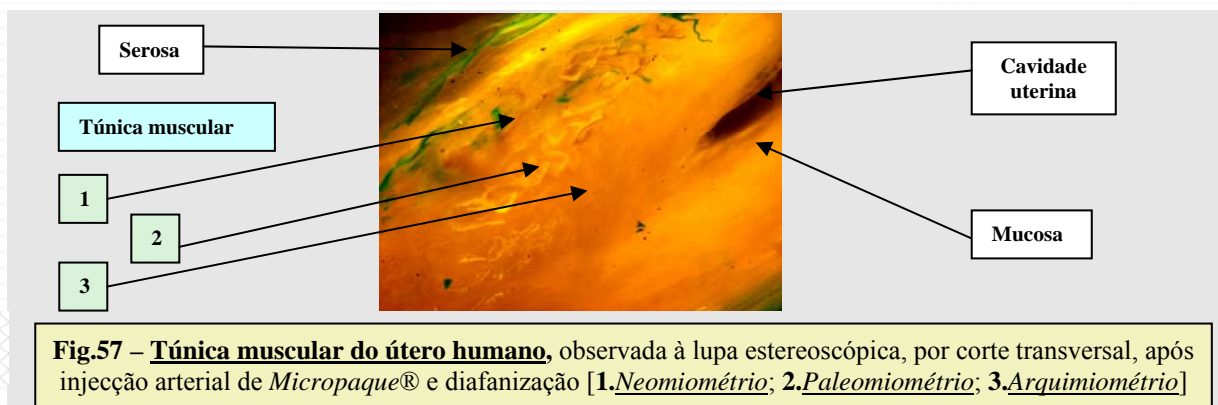 Serosa
Túnica muscular
1
2
3
Cavidade
uterina
Mucosa
Fig.57 – Túnica muscular do útero humano, observada à lupa estereoscópica, por corte transversal, após
injecção arterial de Micropaque® e diafanização [1.Neomiométrio; 2.Paleomiométrio; 3.Arquimiométrio]